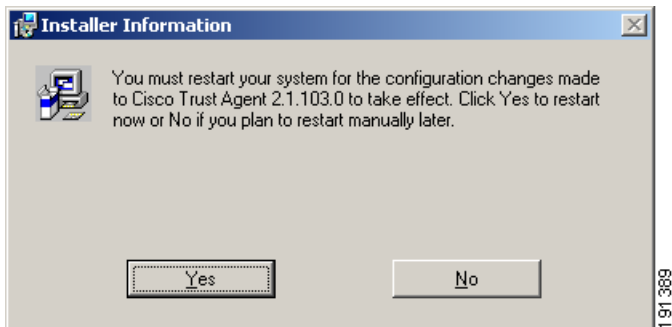 Installer Information
You must restart your system for the configuration changes made
to Cisco Trust Agent 2.1.103.0 to take effect. Click Yes to restart
now or No if you plan to restart manually later.
Yes
No
191389